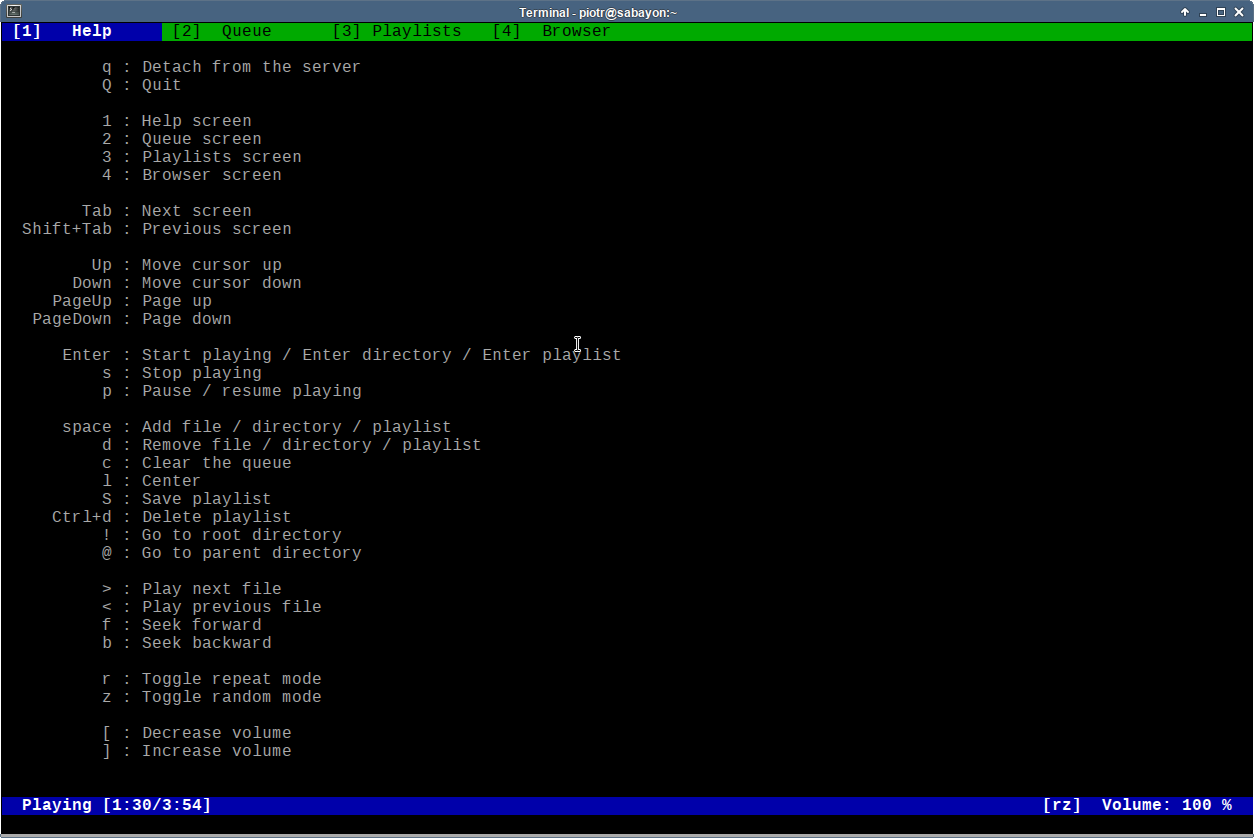 Terminal - piotr@sabayon:~
[1] Help [2] Queue [3] Playlists [4] Browser
q : Detach from the server
Q : Quit
1 : Help screen
2 : Queue screen
3 : Playlists screen
4 : Browser screen
Tab : Next screen
Shift+Tab : Previous screen
Up : Move cursor up
Down : Move cursor down
PageUp : Page up
PageDown : Page down
Enter : Start playing / Enter directory / Enter playlist
s : Stop playing
p : Pause / resume playing
space : Add file / directory / playlist
d : Remove file / directory / playlist
c : Clear the queue
l : Center
S : Save playlist
Ctrl+d : Delete playlist
! : Go to root directory
@ : Go to parent directory
> : Play next file
< : Play previous file
f : Seek forward
b : Seek backward
r : Toggle repeat mode
z : Toggle random mode
[ : Decrease volume
] : Increase volume
Playing [1:30/3:54] [rz] Volume: 100 %